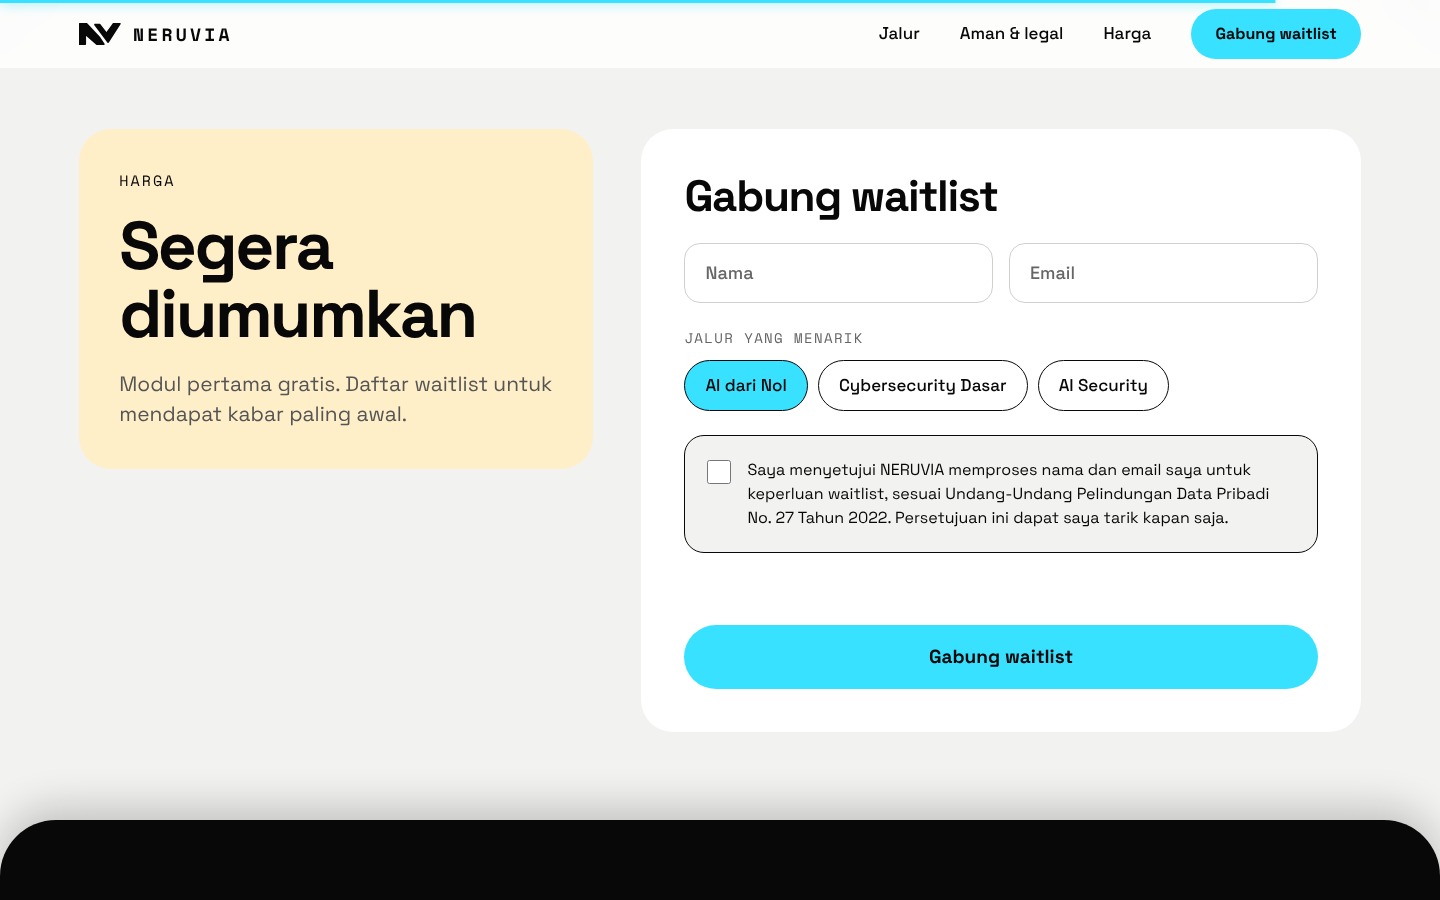 NERUVIA
Jalur
Aman & legal
Harga
Gabung waitlist
HARGA
Segera
diumumkan
Modul pertama gratis. Daftar waitlist untuk
mendapat kabar paling awal.
Gabung waitlist
Nama
Email
JALUR YANG MENARIK
AI dari Nol
Cybersecurity Dasar
AI Security
Saya menyetujui NERUVIA memproses nama dan email saya untuk
keperluan waitlist, sesuai Undang-Undang Pelindungan Data Pribadi
No. 27 Tahun 2022. Persetujuan ini dapat saya tarik kapan saja.
Gabung waitlist